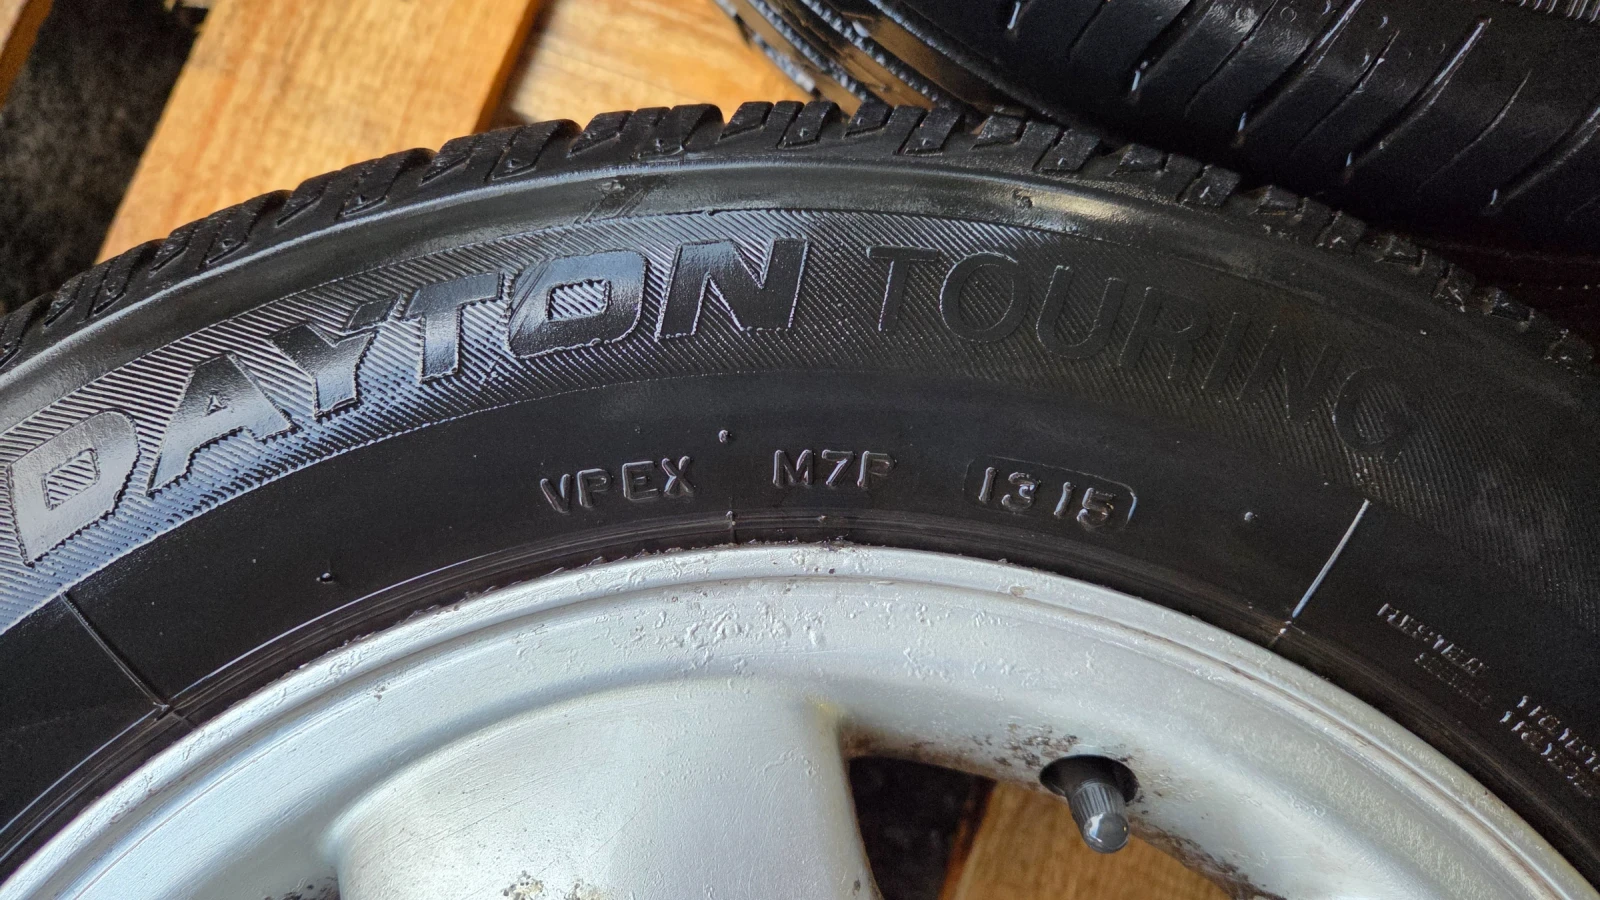 DAYTON TOURING
VPEX M7P 1315